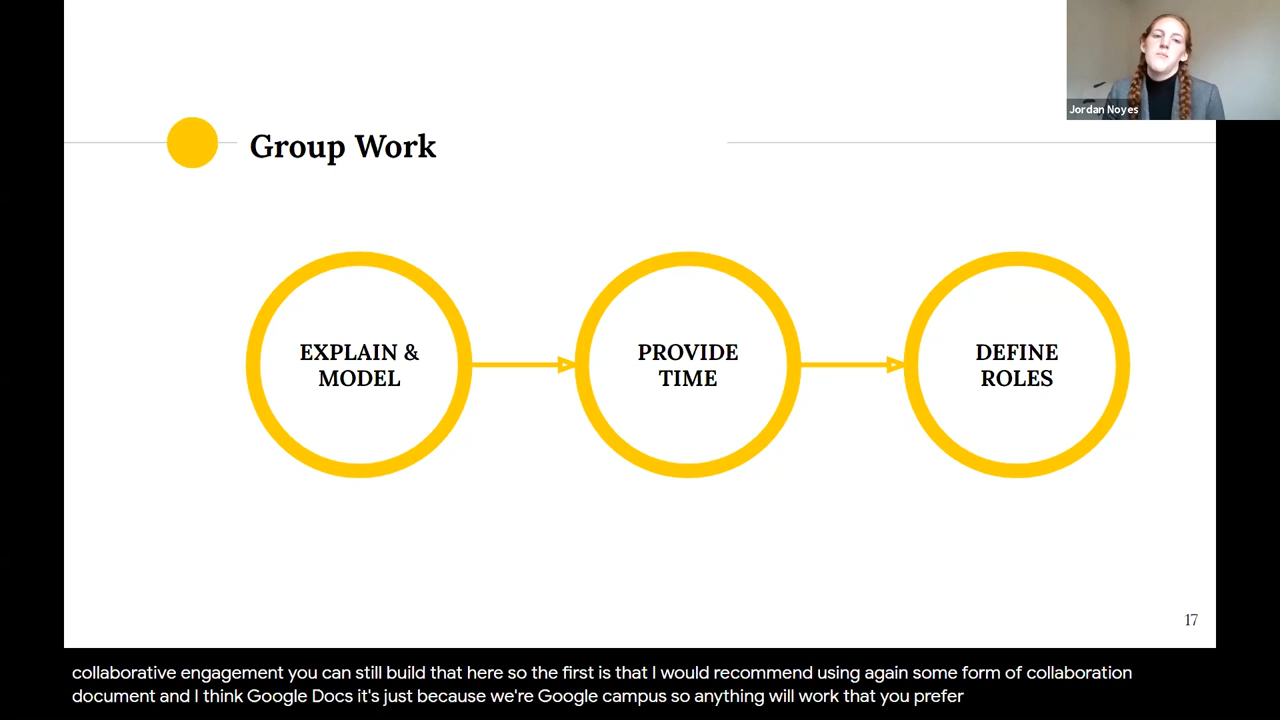 Jordan Noyes
Group Work
EXPLAIN &
MODEL
PROVIDE
TIME
DEFINE
ROLES
17
collaborative engagement you can still build that here so the first is that I would recommend using again some form of collaboration
document and I think Google Docs it's just because we're Google campus so anything will work that you prefer